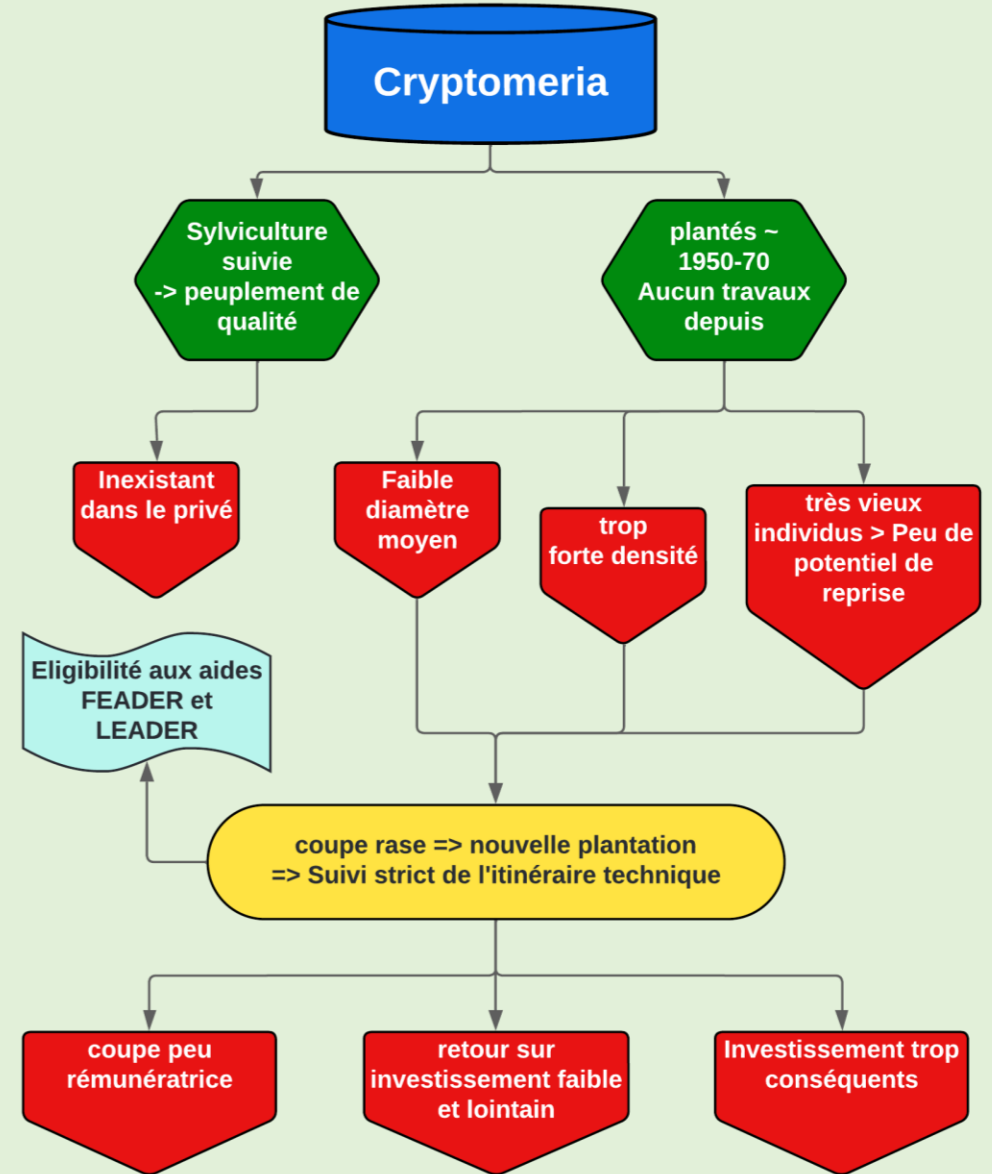 Cryptomeria
Sylviculture
suivie
-> peuplement de
qualité
plantés ~
1950-70
Aucun travaux
depuis
Inexistant
dans le privé
Faible
diamètre
moyen
trop
forte densité
très vieux
individus > Peu de
potentiel de
reprise
Eligibilité aux aides
FEADER et
LEADER
coupe rase => nouvelle plantation
=> Suivi strict de l'itinéraire technique
coupe peu
rémunératrice
retour sur
investissement faible
et lointain
Investissement trop
conséquents